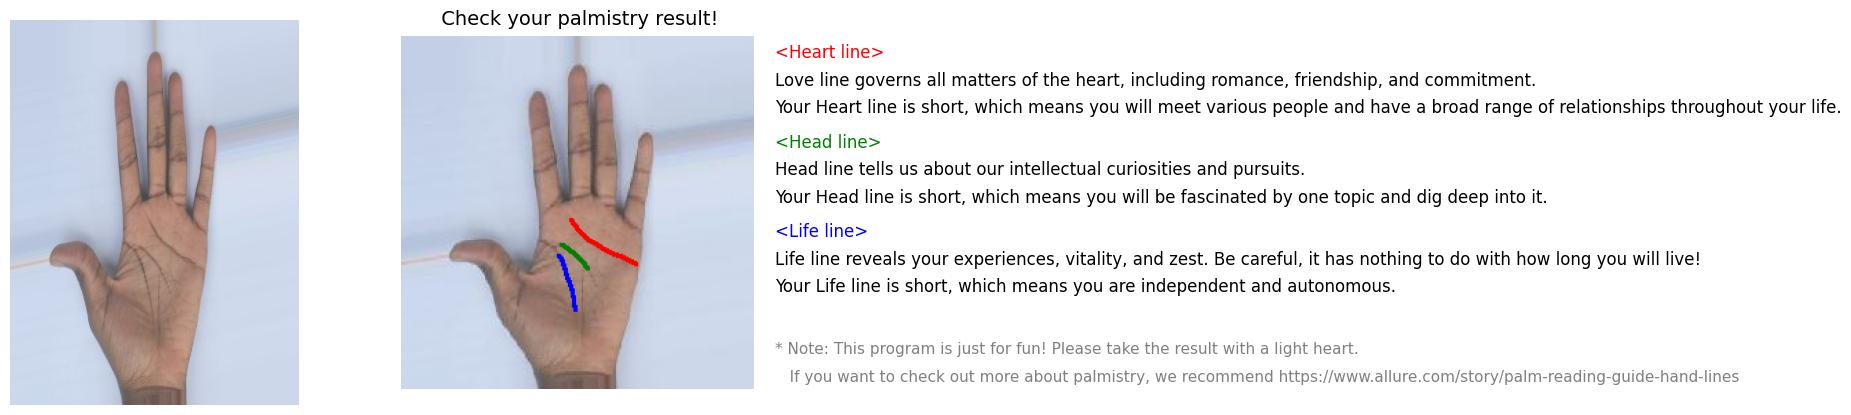 Check your palmistry result!
<Heart line>
Love line governs all matters of the heart, including romance, friendship, and commitment.
Your Heart line is short, which means you will meet various people and have a broad range of relationships throughout your life.
<Head line>
Head line tells us about our intellectual curiosities and pursuits.
Your Head line is short, which means you will be fascinated by one topic and dig deep into it.
<Life line>
Life line reveals your experiences, vitality, and zest. Be careful, it has nothing to do with how long you will live!
Your Life line is short, which means you are independent and autonomous.
* Note: This program is just for fun! Please take the result with a light heart.
If you want to check out more about palmistry, we recommend https://www.allure.com/story/palm-reading-guide-hand-lines